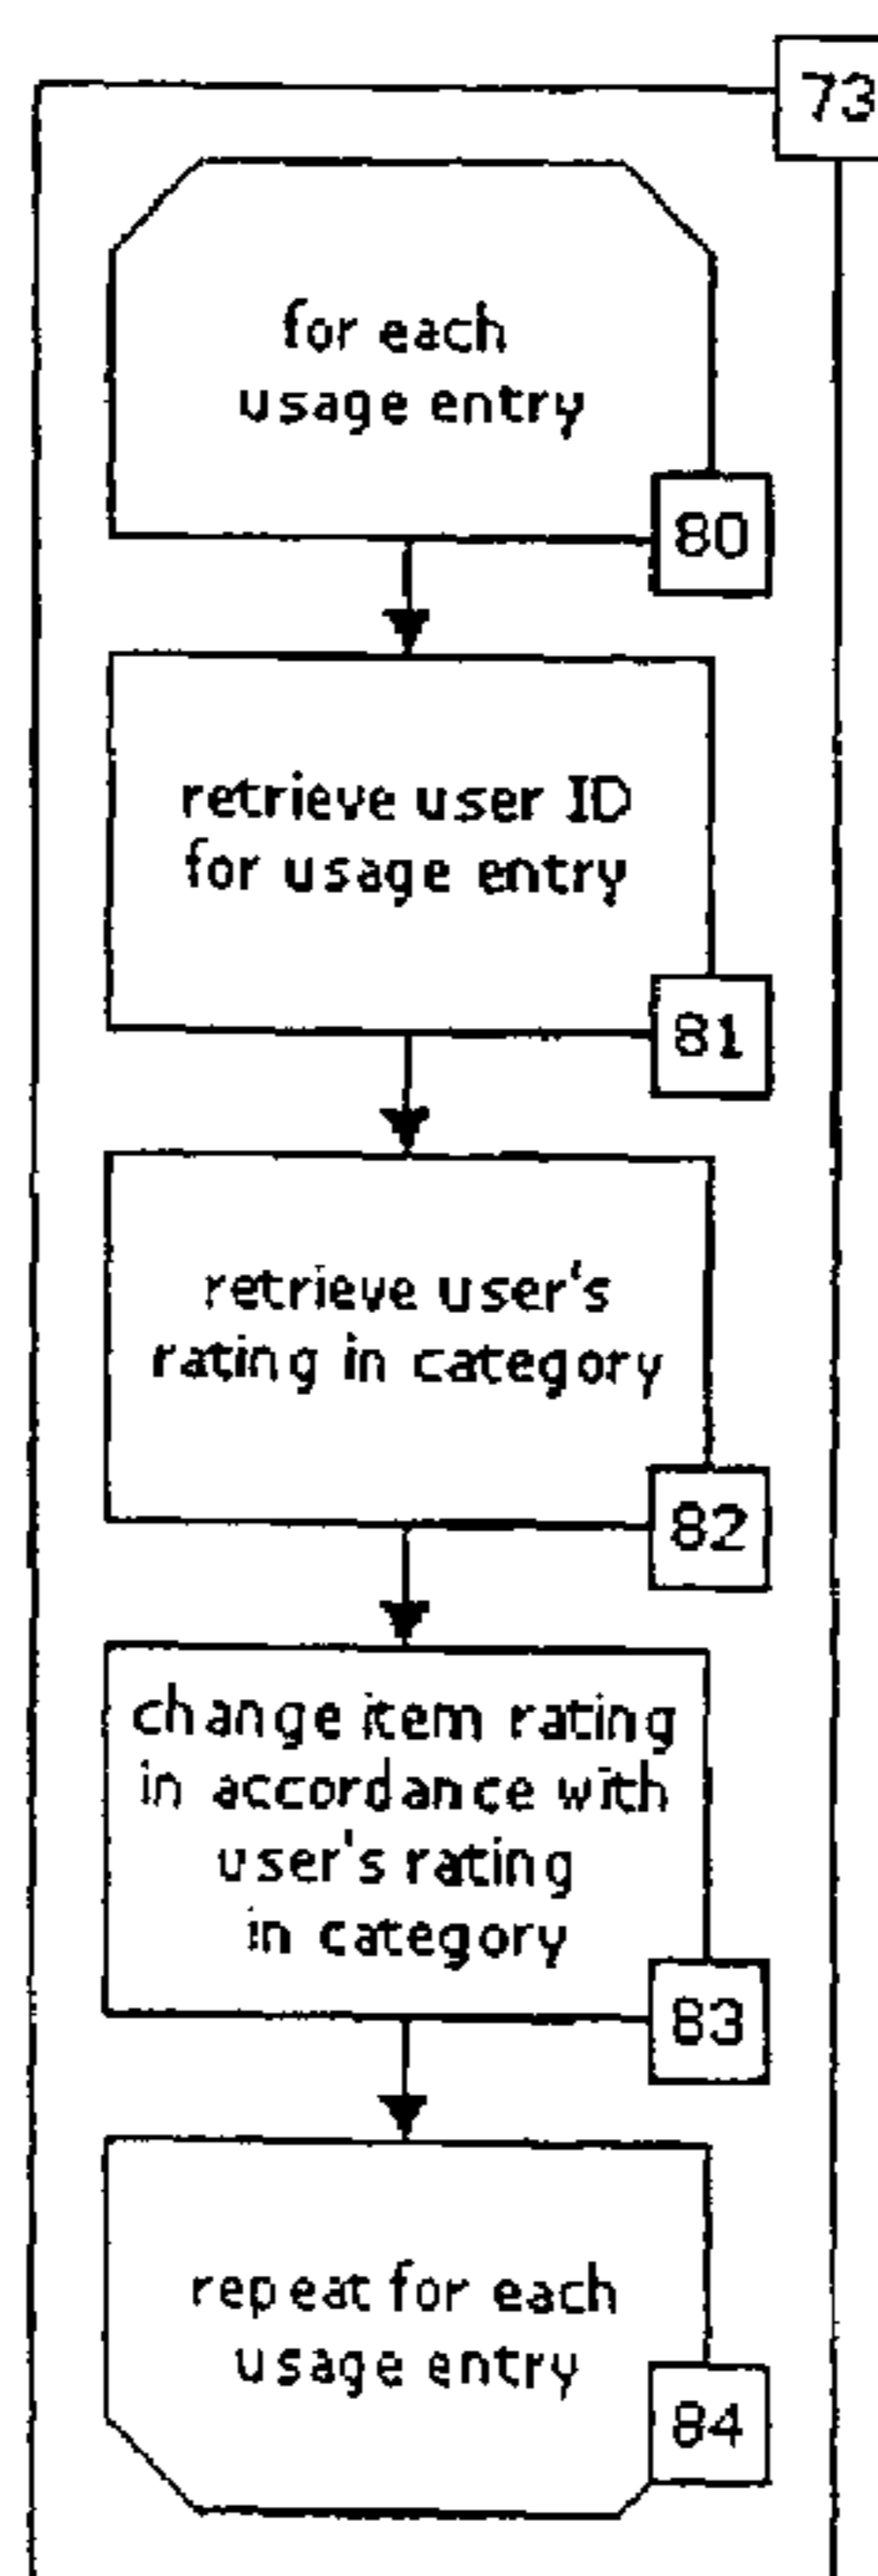 73
for each
usage entry
80
retrieve user ID
for usage entry
81
retrieve user's
rating in category
82
change item rating
in accordance with
user's rating
in category
83
repeat for each
usage entry
84